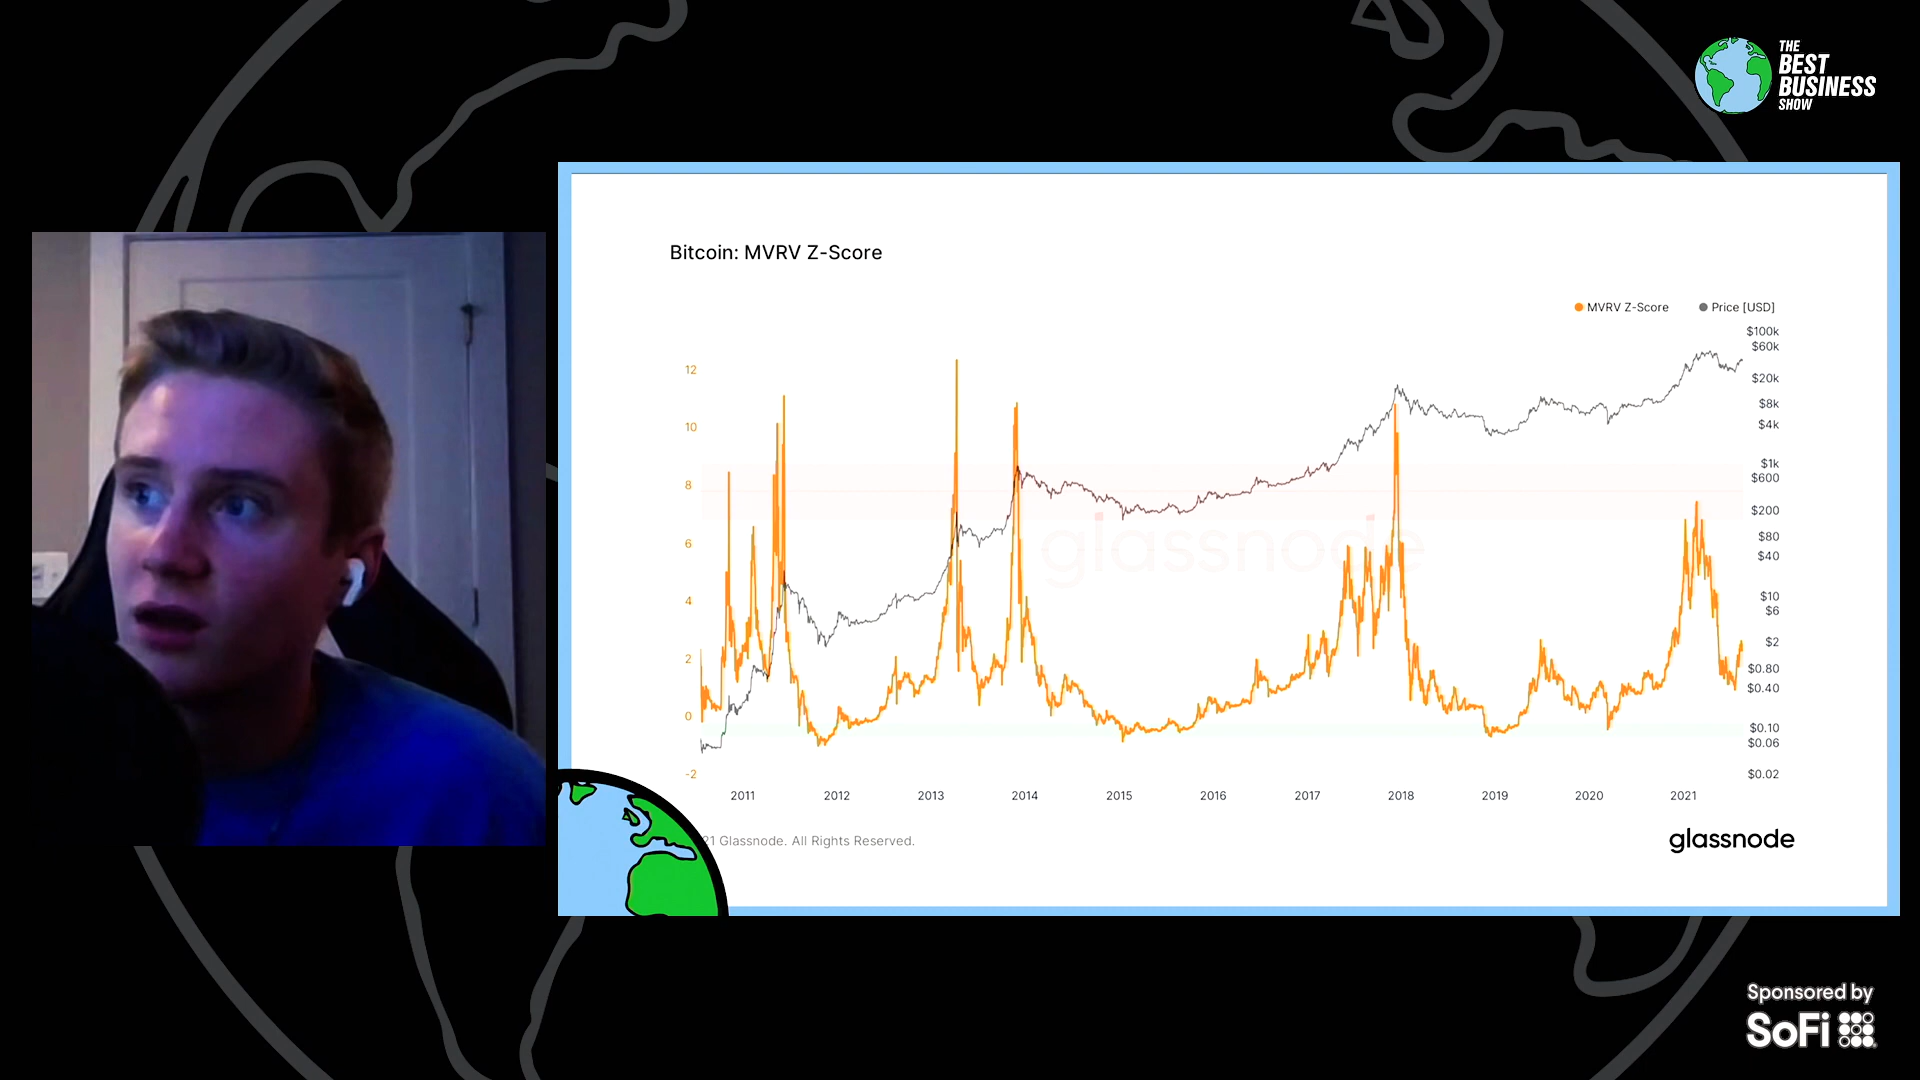 THE
BEST
BUSINESS
SHOW
Bitcoin: MVRV Z-Score
MVRV Z-Score
Price [USD]
12
10
8
6
4
2
0
-2
$100k
$60k
$20k
$8k
$4k
$1k
$600
$200
$80
$40
$10
$6
$2
$0.80
$0.40
$0.10
$0.06
$0.02
glassnode
2011 2012 2013 2014 2015 2016 2017 2018 2019 2020 2021
21 Glassnode. All Rights Reserved.
glassnode
Sponsored by
SoFi